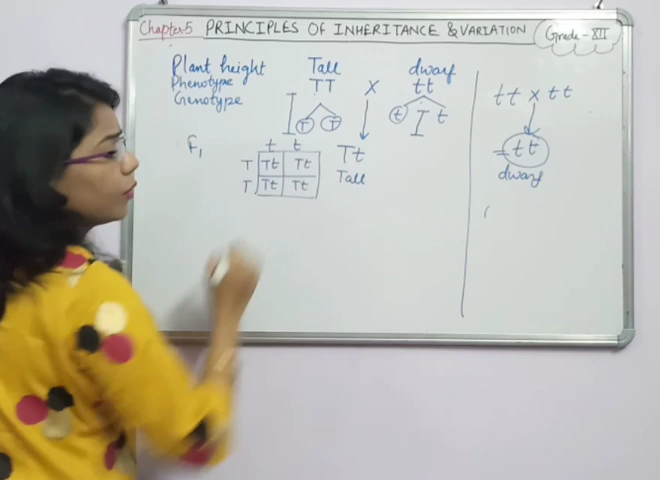 Chapter5 PRINCIPLES OF INHERITANCE & VARIATION Grade-XII
Plant height Tall dwarf
Phenotype TT X tt
Genotype
T T t t
tt x tt
F1
t t
T Tt Tt
T Tt Tt
Tt
Tall
tt
dwarf